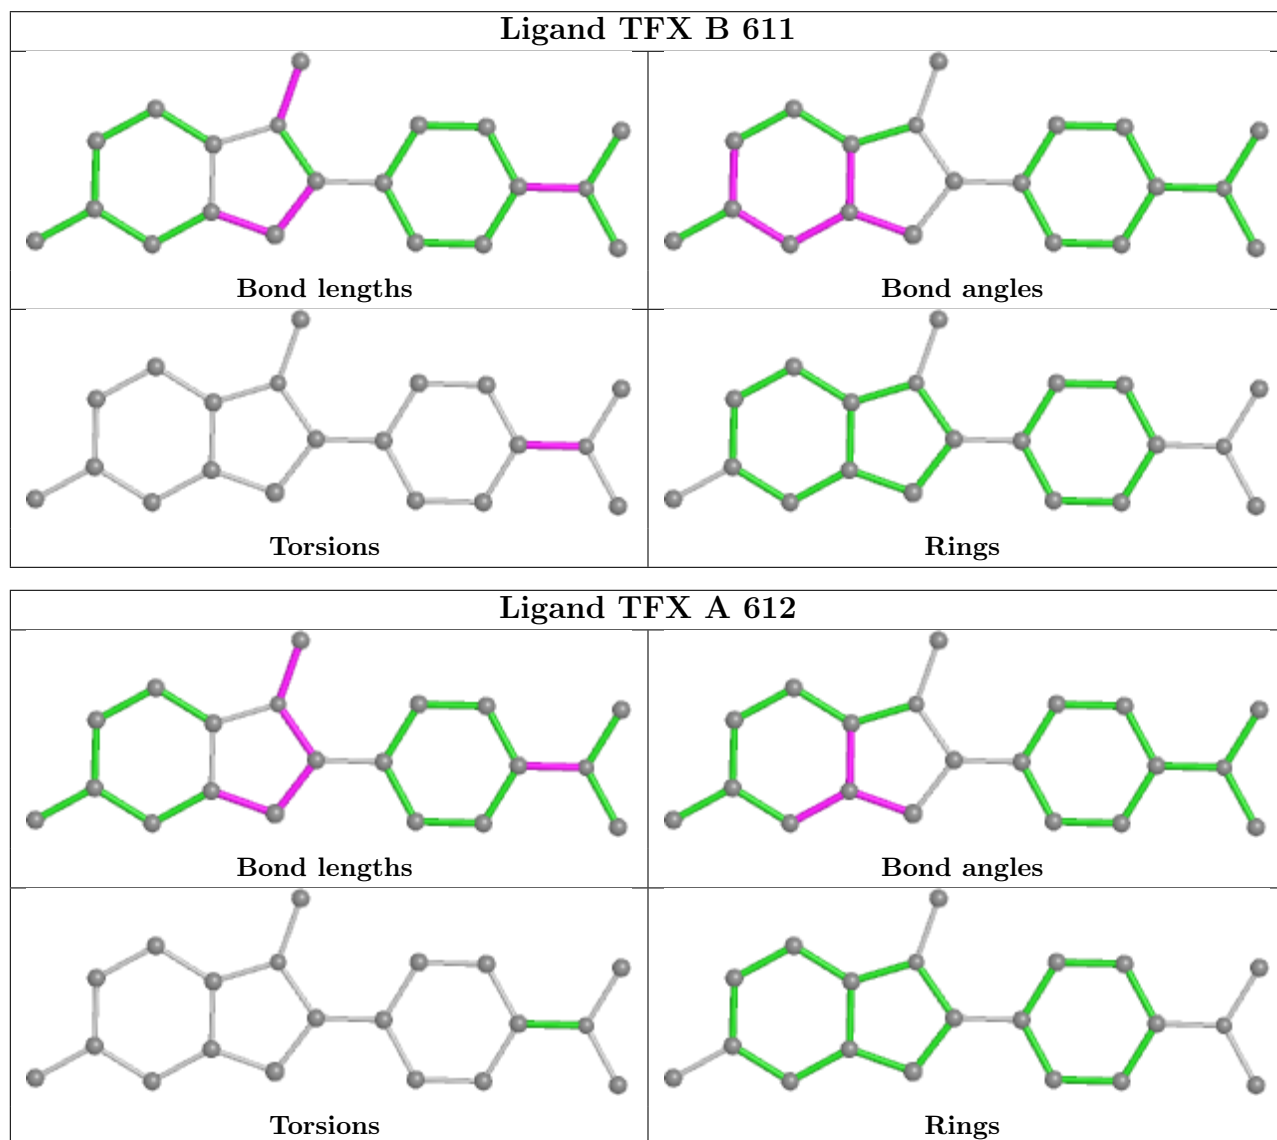 Ligand TFX B 611
Bond lengths
Bond angles
Torsions
Rings
Ligand TFX A 612
Bond lengths
Bond angles
Torsions
Rings